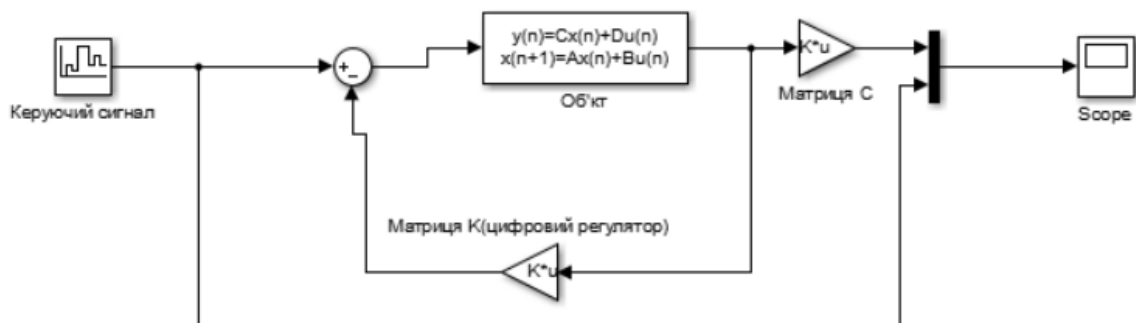 y(n)=Cx(n)+Du(n)
x(n+1)=Ax(n)+Bu(n)
Об'кт
Керуючий сигнал
K*u
Матриця С
Scope
Матриця К(цифровий регулятор)
K*u